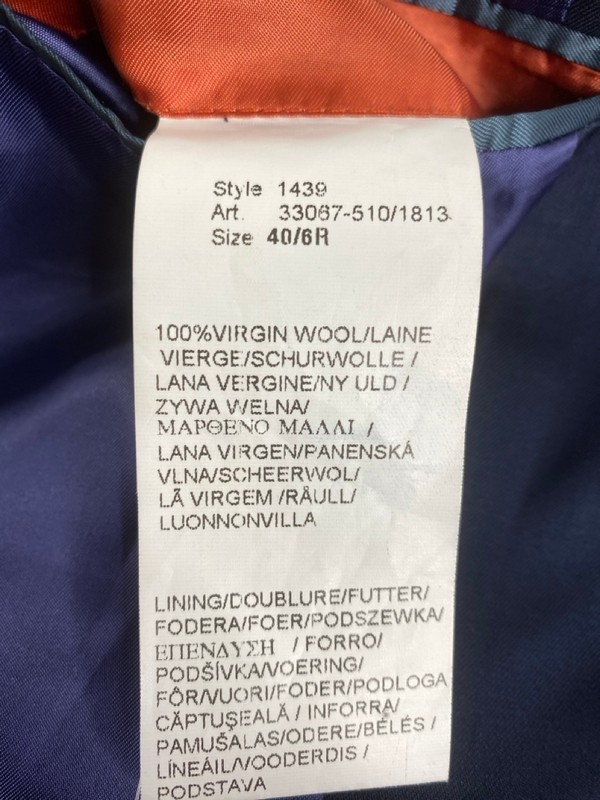 Style 1439
Art. 33067-510/1813
Size 40/6R
100%VIRGIN WOOL/LAINE
VIERGE/SCHURWOLLE /
LANA VERGINE/NY ULD /
ZYWA WELNA/
ΜΑΡΘΕΝΟ ΜΑΛΛΙ /
LANA VIRGEN/PANENSKÁ
VLNA/SCHEERWOL/
LÃ VIRGEM /RÅULL/
LUONNONVILLA
LINING/DOUBLURE/FUTTER/
FODERA/FOER/PODSZEWKA/
ΕΠΕΝΔΥΣΗ / FORRO/
PODŠÍVKA/VOERING/
FÔR/VUORI/FODER/PODLOGA
CĂPTUŞEALĂ / INFORRA/
PAMUŠALAS/ODERE/BÉLÉS /
LÍNEÁIL/VOODERDIS /
PODSTAVA